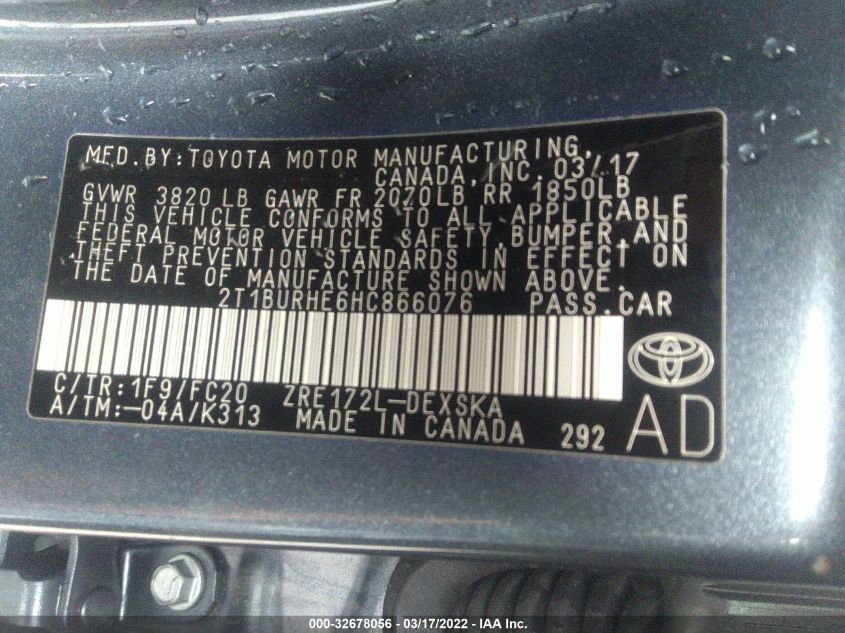 MFD. BY: TOYOTA MOTOR MANUFACTURING,
CANADA, INC. 03/17
GVWR 3820 LB GAWR FR 2070LB RR 1850LB
THIS VEHICLE CONFORMS TO ALL APPLICABLE
FEDERAL MOTOR VEHICLE SAFETY, BUMPER, AND
THEFT PREVENTION STANDARDS IN EFFECT ON
THE DATE OF MANUFACTURE SHOWN ABOVE.
2T1BURHE6HC866076 PASS. CAR
C/TR: 1F9/FC20 ZRE172L-DEXSKA
A/TM: -04A/K313 MADE IN CANADA 292 AD
000-32678056 - 03/17/2022 - IAA Inc.